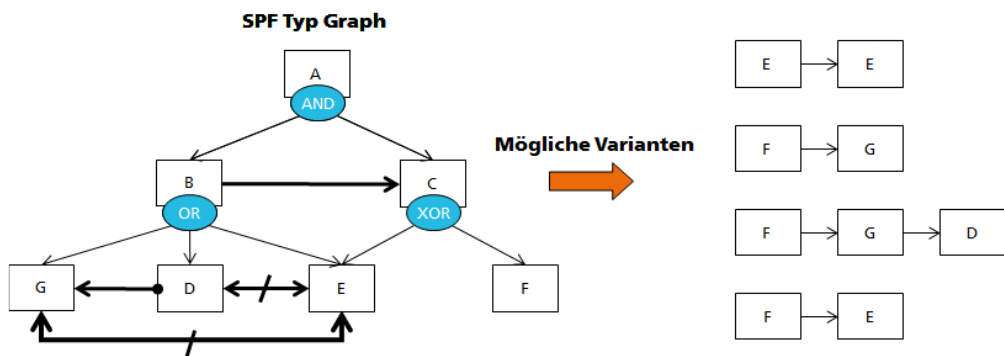 SPF Typ Graph
A
AND
B
C
OR
XOR
G
D
E
F
Mögliche Varianten
E
E
F
G
F
G
D
F
E